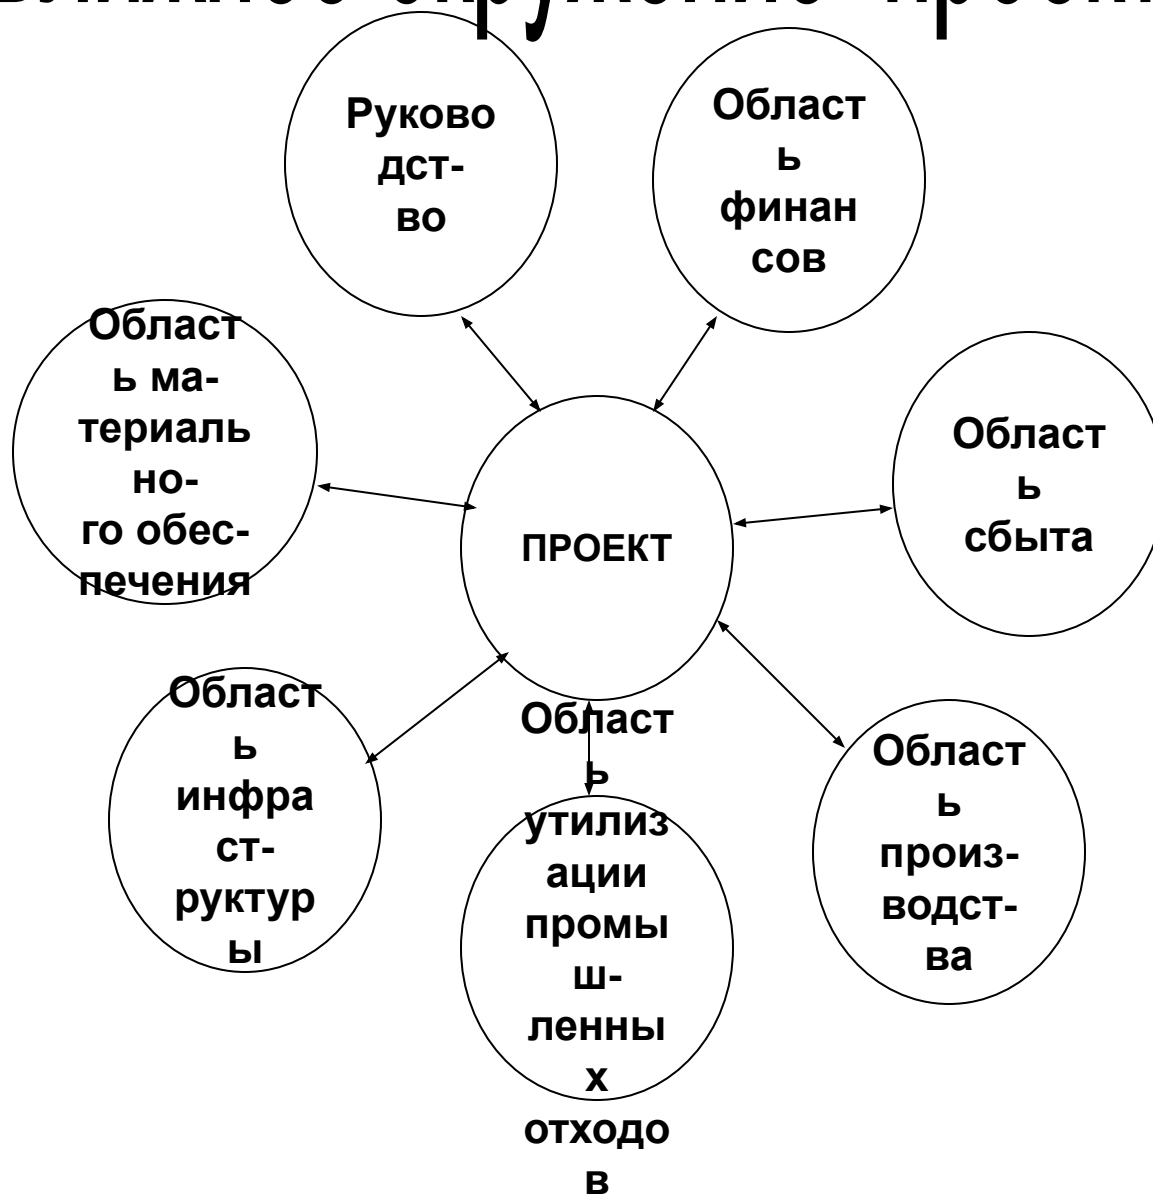 Руково
дст-
во
Област
ь
финан
сов
Област
ь ма-
териаль
но-
го обес-
печения
Област
ь
сбыта
ПРОЕКТ
Област
ь
инфра
ст-
руктур
ы
Област
ь
утилиз
ации
промы
ш-
ленны
х
отходо
в
Област
ь
произ-
водст-
ва